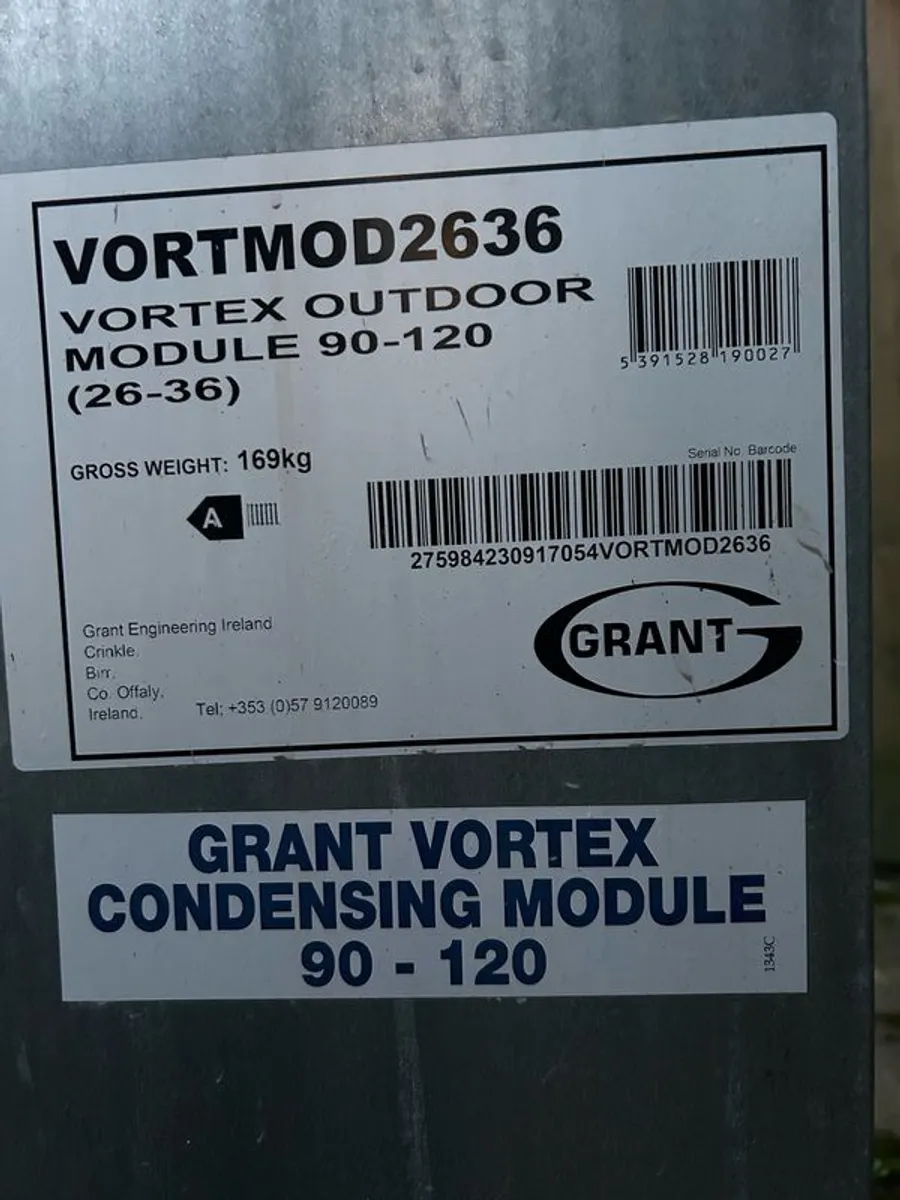 VORTMOD2636
VORTEX OUTDOOR
MODULE 90-120
(26-36)
5 391528 190027
GROSS WEIGHT: 169kg
A
Serial No. Barcode
275984230917054VORTMOD2636
GRANT
Grant Engineering Ireland
Crinkle,
Birr,
Co. Offaly,
Ireland.
Tel; +353 (0)57 9120089
GRANT VORTEX
CONDENSING MODULE
90 - 120
1343C